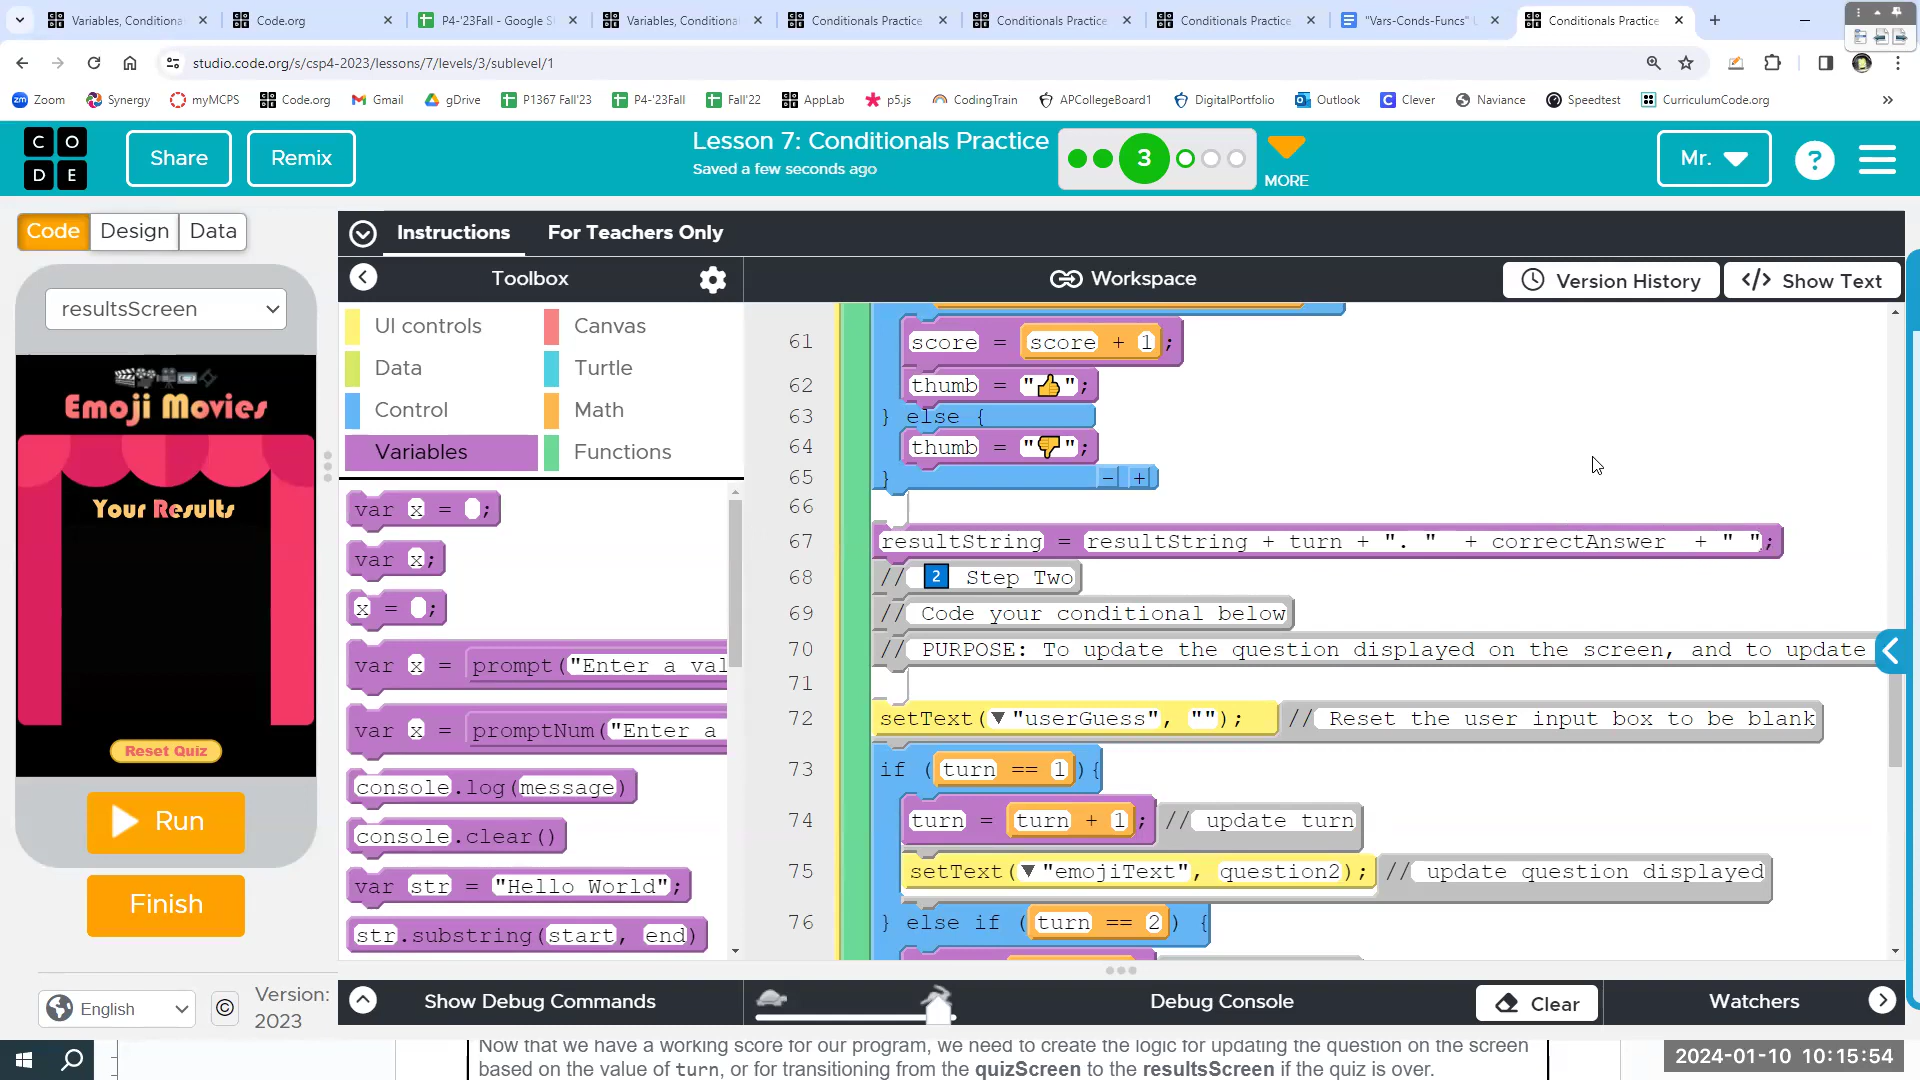 Variables, Conditiona
Code.org
P4-'23Fall - Google S
Variables, Conditiona
Conditionals Practice
Conditionals Practice
Conditionals Practice
"Vars-Conds-Funcs"
Conditionals Practice
studio.code.org/s/csp4-2023/lessons/7/levels/3/sublevel/1
Zoom
Synergy
myMCPS
Code.org
Gmail
gDrive
P1367 Fall'23
P4-'23Fall
Fall'22
AppLab
p5.js
CodingTrain
APCollegeBoard1
DigitalPortfolio
Outlook
Clever
Naviance
Speedtest
CurriculumCode.org
C O
D E
Share
Remix
Lesson 7: Conditionals Practice
Saved a few seconds ago
3
MORE
Mr.
?
Code
Design
Data
Instructions
For Teachers Only
Toolbox
Workspace
Version History
</> Show Text
resultsScreen
Emoji Movies
Your Results
Reset Quiz
Run
Finish
UI controls
Canvas
Data
Turtle
Control
Math
Variables
Functions
var x = ;
var x;
x = ;
var x = prompt("Enter a val
var x = promptNum("Enter a
console.log(message)
console.clear()
var str = "Hello World";
str.substring(start, end)
61 score = score + 1;
62 thumb = "👍";
63 } else {
64 thumb = "👎";
65 } - +
66
67 resultString = resultString + turn + ". " + correctAnswer + " ";
68 // 2 Step Two
69 // Code your conditional below
70 // PURPOSE: To update the question displayed on the screen, and to update
71
72 setText("userGuess", ""); // Reset the user input box to be blank
73 if (turn == 1){
74 turn = turn + 1; // update turn
75 setText("emojiText", question2); // update question displayed
76 } else if (turn == 2) {
English
©
Version:
2023
Show Debug Commands
Debug Console
Clear
Watchers
Now that we have a working score for our program, we need to create the logic for updating the question on the screen
based on the value of turn, or for transitioning from the quizScreen to the resultsScreen if the quiz is over.
2024-01-10 10:15:54